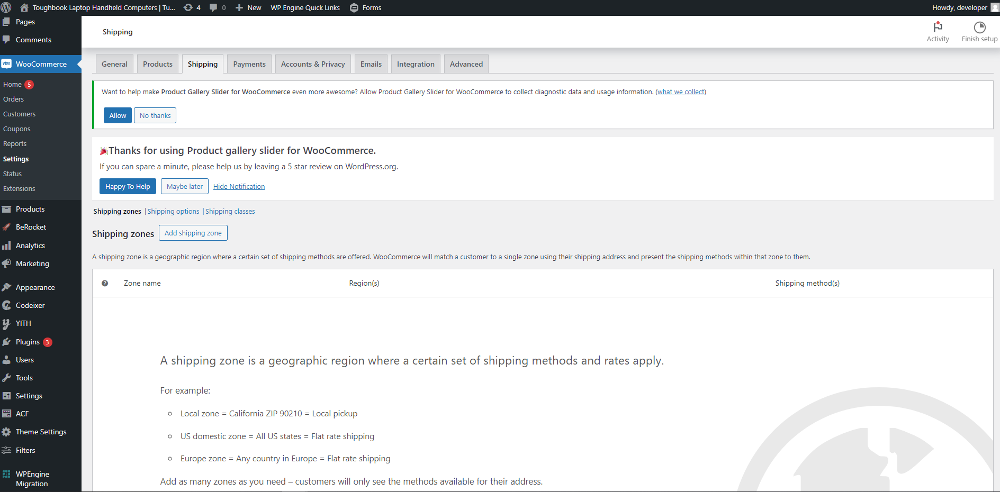 Toughbook Laptop Handheld Computers | Tu... 4 0 New WP Engine Quick Links Forms Howdy, developer
Pages
Comments
WooCommerce
Home 5
Orders
Customers
Coupons
Reports
Settings
Status
Extensions
Products
BeRocket
Analytics
Marketing
Appearance
Codeixer
YITH
Plugins 3
Users
Tools
Settings
ACF
Theme Settings
Filters
WPEngine
Migration
Shipping
Activity
Finish setup
General Products Shipping Payments Accounts & Privacy Emails Integration Advanced
Want to help make Product Gallery Slider for WooCommerce even more awesome? Allow Product Gallery Slider for WooCommerce to collect diagnostic data and usage information. (what we collect)
Allow No thanks
Thanks for using Product gallery slider for WooCommerce.
If you can spare a minute, please help us by leaving a 5 star review on WordPress.org.
Happy To Help Maybe later Hide Notification
Shipping zones | Shipping options | Shipping classes
Shipping zones Add shipping zone
A shipping zone is a geographic region where a certain set of shipping methods are offered. WooCommerce will match a customer to a single zone using their shipping address and present the shipping methods within that zone to them.
? Zone name Region(s) Shipping method(s)
A shipping zone is a geographic region where a certain set of shipping methods and rates apply.
For example:
Local zone = California ZIP 90210 = Local pickup
US domestic zone = All US states = Flat rate shipping
Europe zone = Any country in Europe = Flat rate shipping
Add as many zones as you need – customers will only see the methods available for their address.